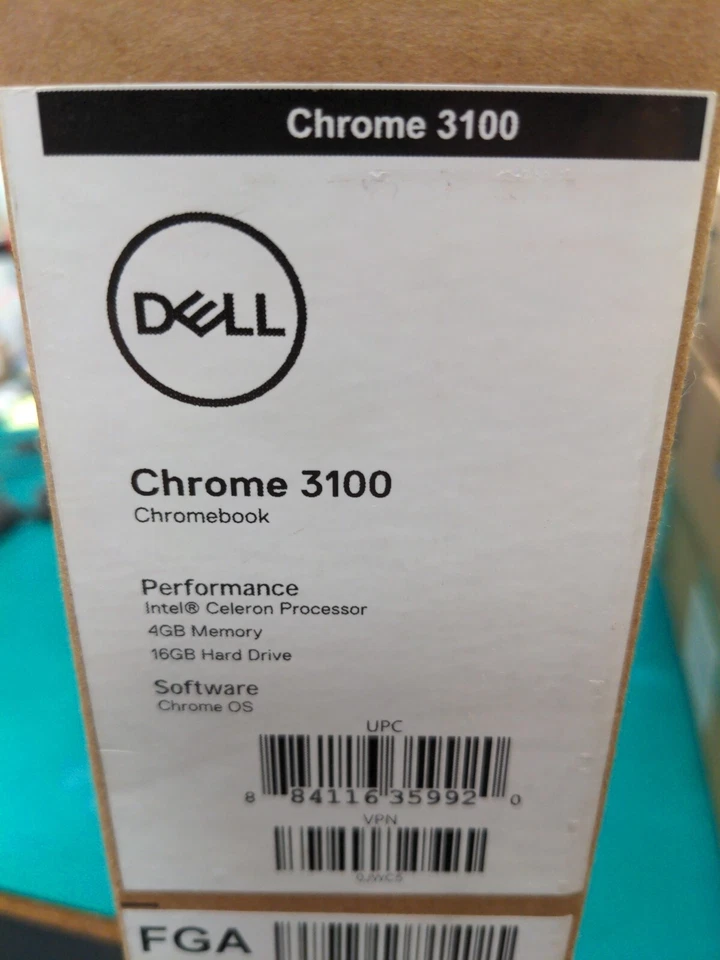 Chrome 3100
DELL
Chrome 3100
Chromebook
Performance
Intel® Celeron Processor
4GB Memory
16GB Hard Drive
Software
Chrome OS
UPC
8 84116 35992 0
VPN
FGA